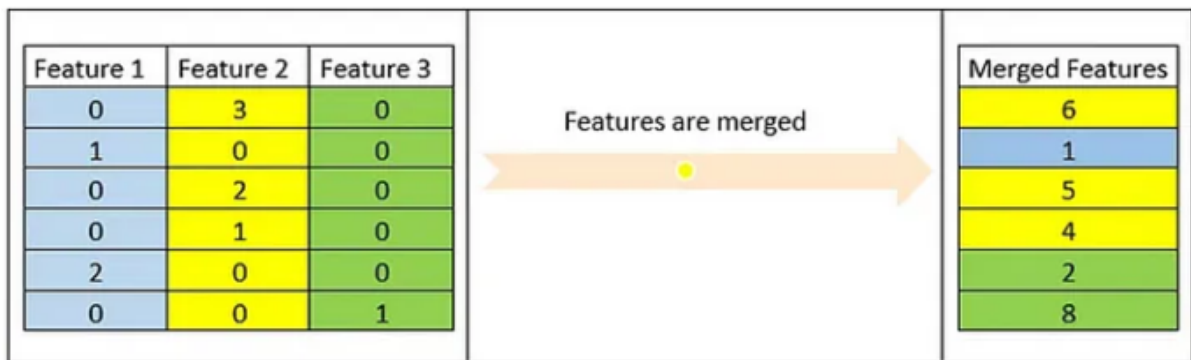 Feature 1 Feature 2 Feature 3
0 3 0
1 0 0
0 2 0
0 1 0
2 0 0
0 0 1
Features are merged
Merged Features
6
1
5
4
2
8